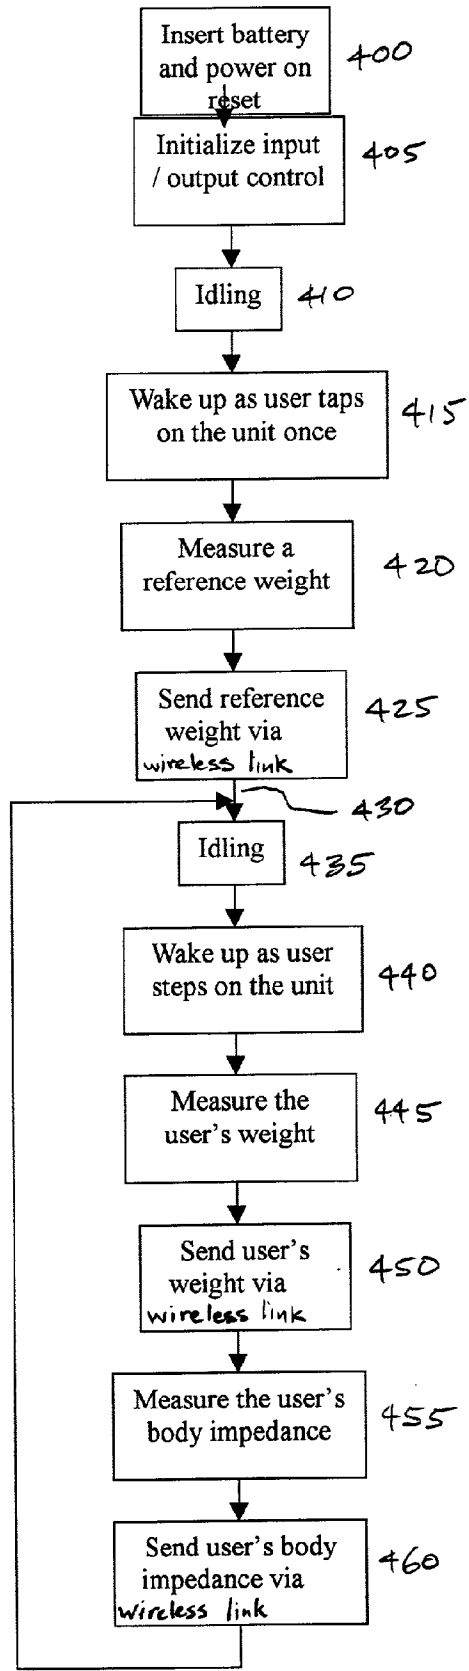 Insert battery
and power on
reset
400
Initialize input
/ output control
405
Idling
410
Wake up as user taps
on the unit once
415
Measure a
reference weight
420
Send reference
weight via
wireless link
425
430
Idling
435
Wake up as user
steps on the unit
440
Measure the
user's weight
445
Send user's
weight via
wireless link
450
Measure the user's
body impedance
455
Send user's body
impedance via
wireless link
460